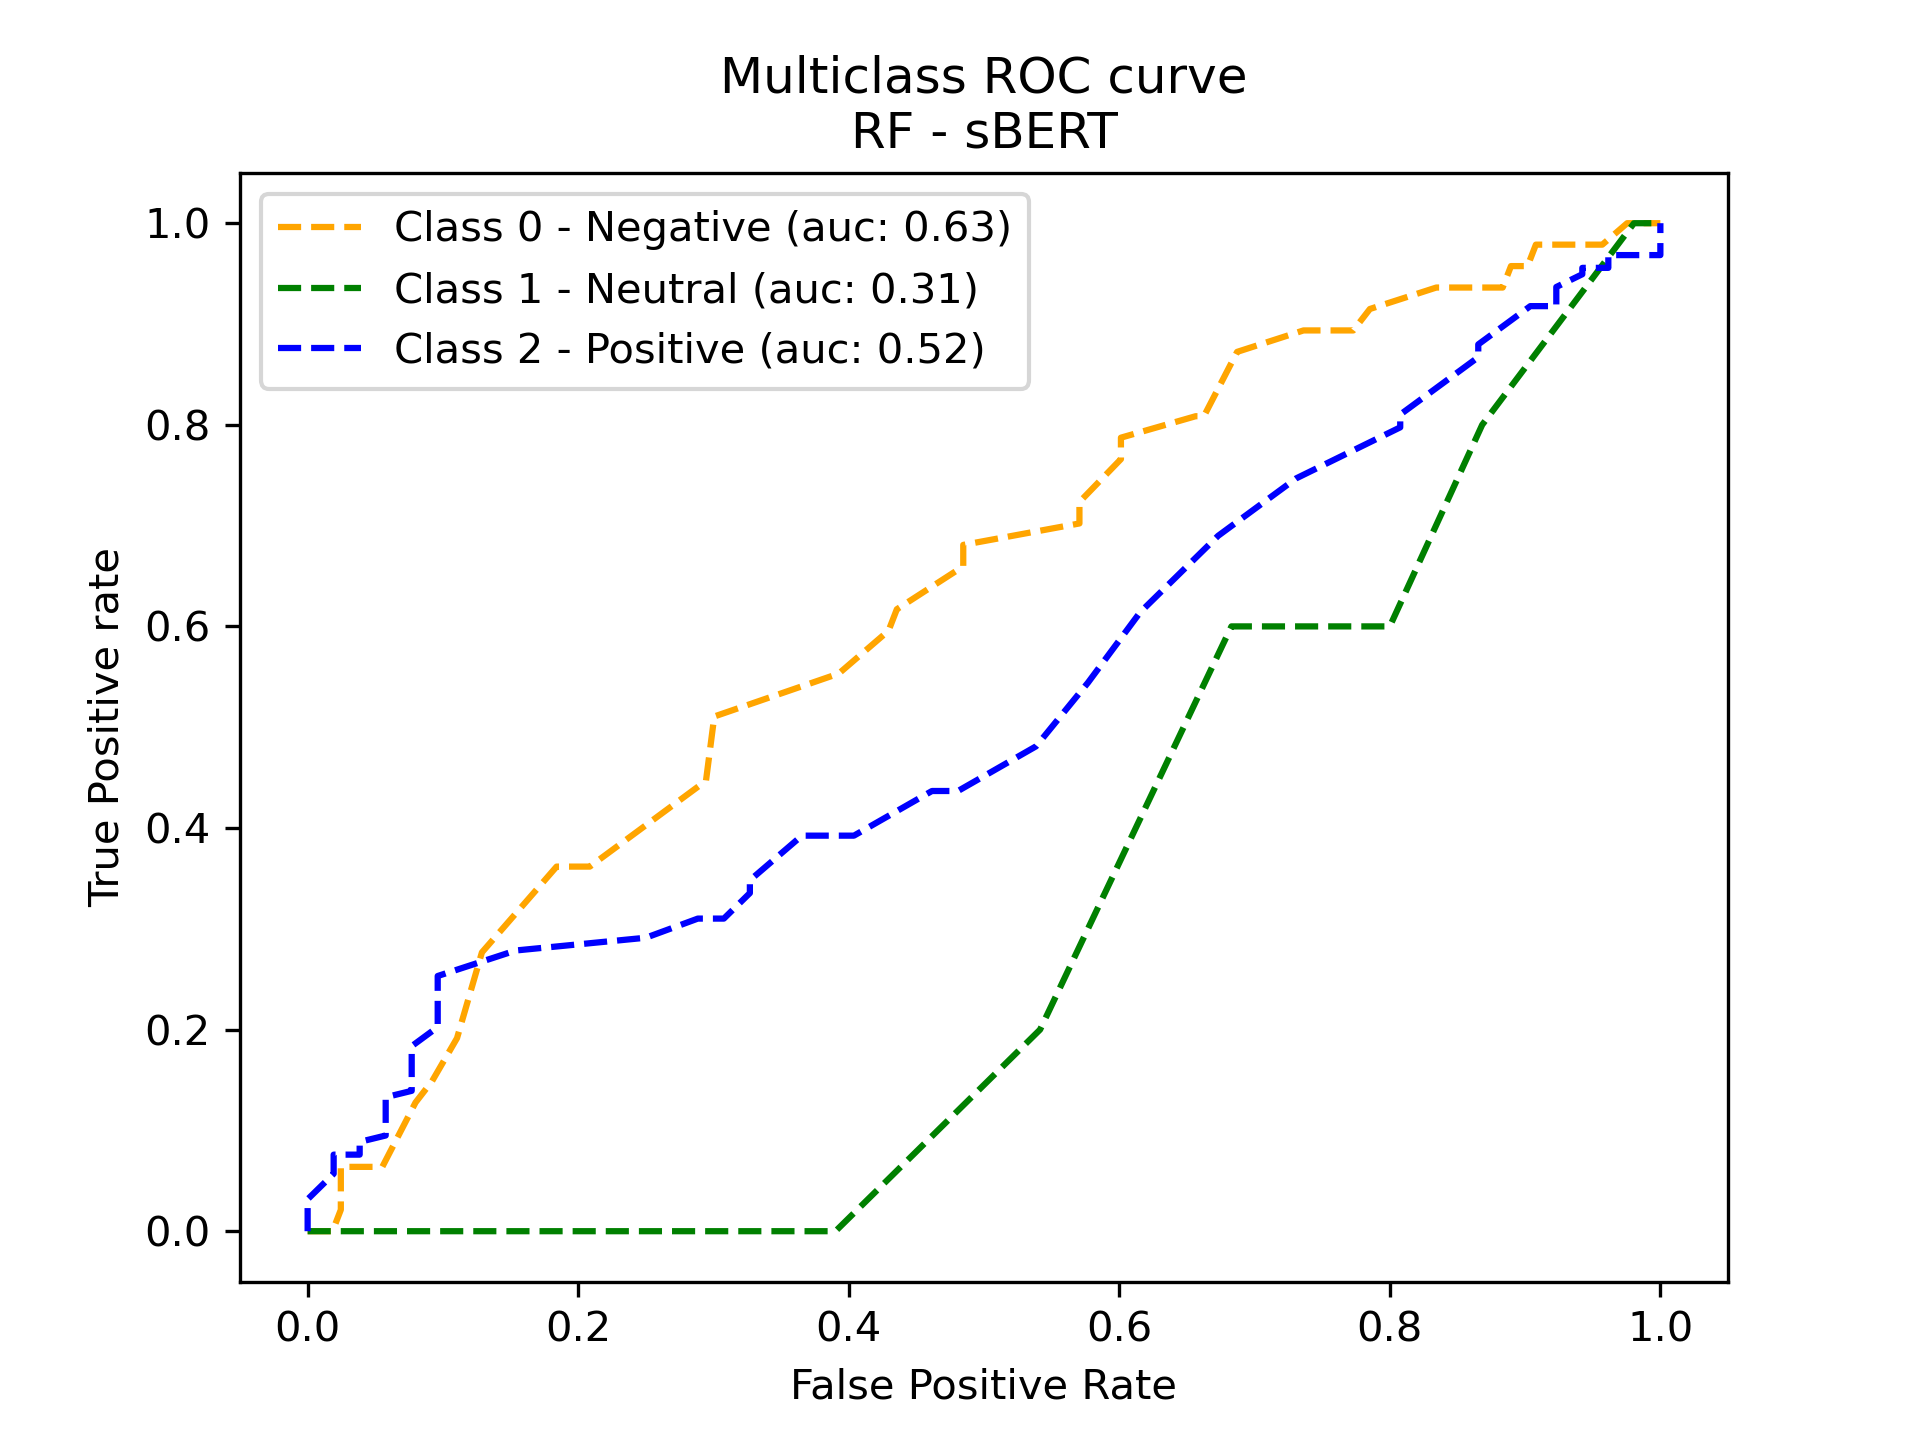 Multiclass ROC curve
RF - sBERT
Class 0 - Negative (auc: 0.63)
Class 1 - Neutral (auc: 0.31)
Class 2 - Positive (auc: 0.52)
True Positive rate
1.0
0.8
0.6
0.4
0.2
0.0
0.0 0.2 0.4 0.6 0.8 1.0
False Positive Rate